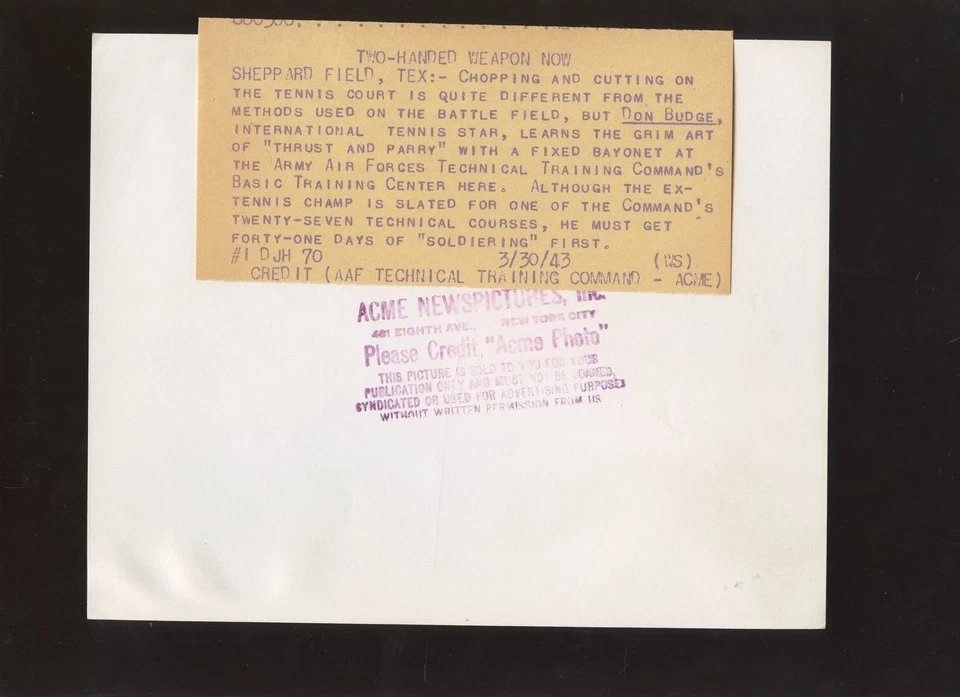 TWO-HANDED WEAPON NOW
SHEPPARD FIELD, TEX:- CHOPPING AND CUTTING ON
THE TENNIS COURT IS QUITE DIFFERENT FROM THE
METHODS USED ON THE BATTLE FIELD, BUT DON BUDGE,
INTERNATIONAL TENNIS STAR, LEARNS THE GRIM ART
OF "THRUST AND PARRY" WITH A FIXED BAYONET AT
THE ARMY AIR FORCES TECHNICAL TRAINING COMMAND'S
BASIC TRAINING CENTER HERE. ALTHOUGH THE EX-
TENNIS CHAMP IS SLATED FOR ONE OF THE COMMAND'S
TWENTY-SEVEN TECHNICAL COURSES, HE MUST GET
FORTY-ONE DAYS OF "SOLDIERING" FIRST.
#1 DJH 70 3/30/43 (WS)
CREDIT (AAF TECHNICAL TRAINING COMMAND - ACME)
ACME NEWSPICTURES, INC.
461 EIGHTH AVE., NEW YORK CITY
Please Credit, "Acme Photo"
THIS PICTURE IS SOLD TO YOU FOR YOUR
PUBLICATION ONLY AND MUST NOT BE LOANED,
SYNDICATED OR USED FOR ADVERTISING PURPOSES
WITHOUT WRITTEN PERMISSION FROM US